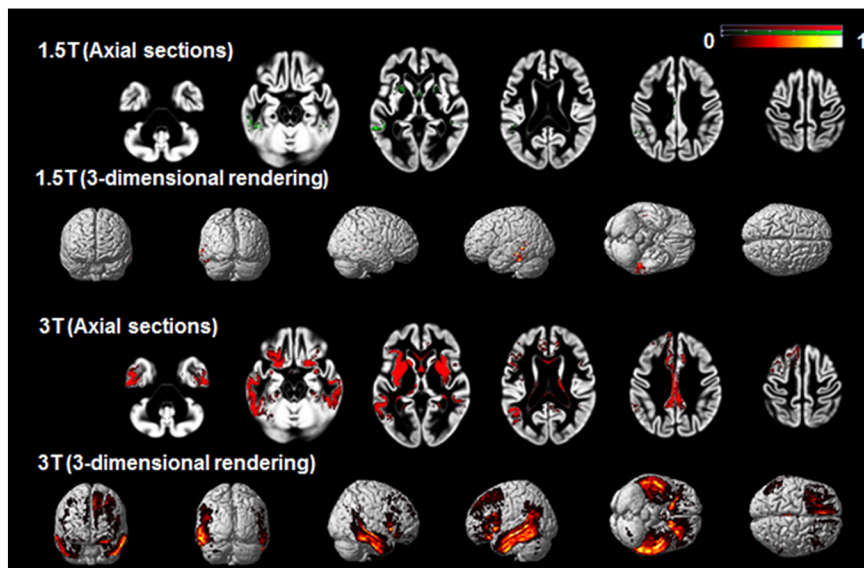 1.5T (Axial sections)
0 1
1.5T (3-dimensional rendering)
3T (Axial sections)
3T (3-dimensional rendering)